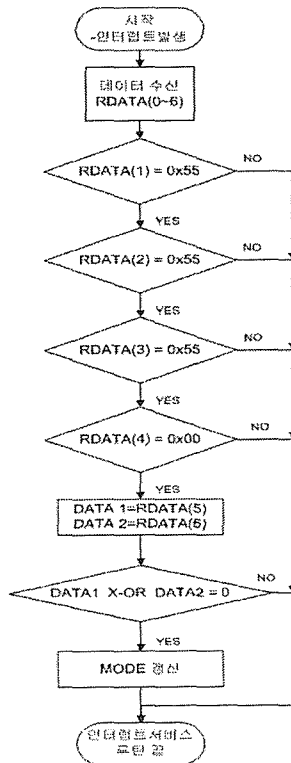 시작
-인터럽트발생
데이터 수신
RDATA(0~6)
RDATA(1) = 0x55
NO
YES
RDATA(2) = 0x55
NO
YES
RDATA(3) = 0x55
NO
YES
RDATA(4) = 0x00
NO
YES
DATA 1=RDATA(5)
DATA 2=RDATA(6)
DATA1 X-OR DATA2 = 0
NO
YES
MODE 갱신
인터럽트서비스
루틴 끝